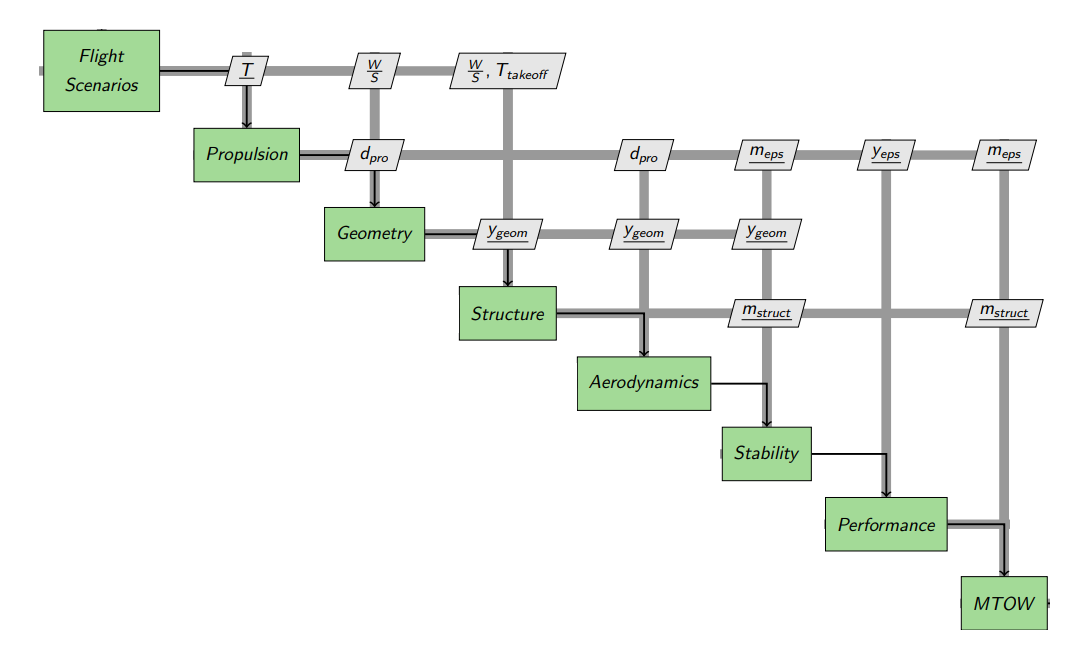 Flight
Scenarios
T
W/S
W/S, T_takeoff
Propulsion
d_pro
d_pro
m_eps
y_eps
m_eps
Geometry
y_geom
y_geom
y_geom
Structure
m_struct
m_struct
Aerodynamics
Stability
Performance
MTOW